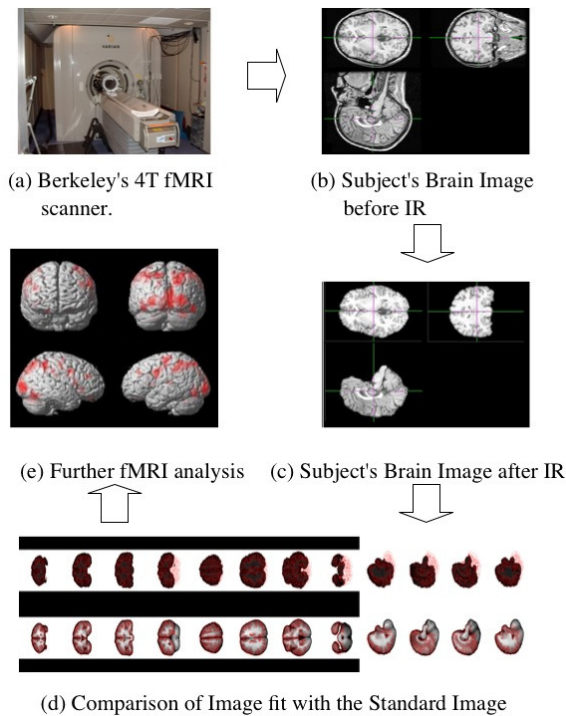 (a) Berkeley's 4T fMRI
scanner.
(b) Subject's Brain Image
before IR
(e) Further fMRI analysis
(c) Subject's Brain Image after IR
(d) Comparison of Image fit with the Standard Image